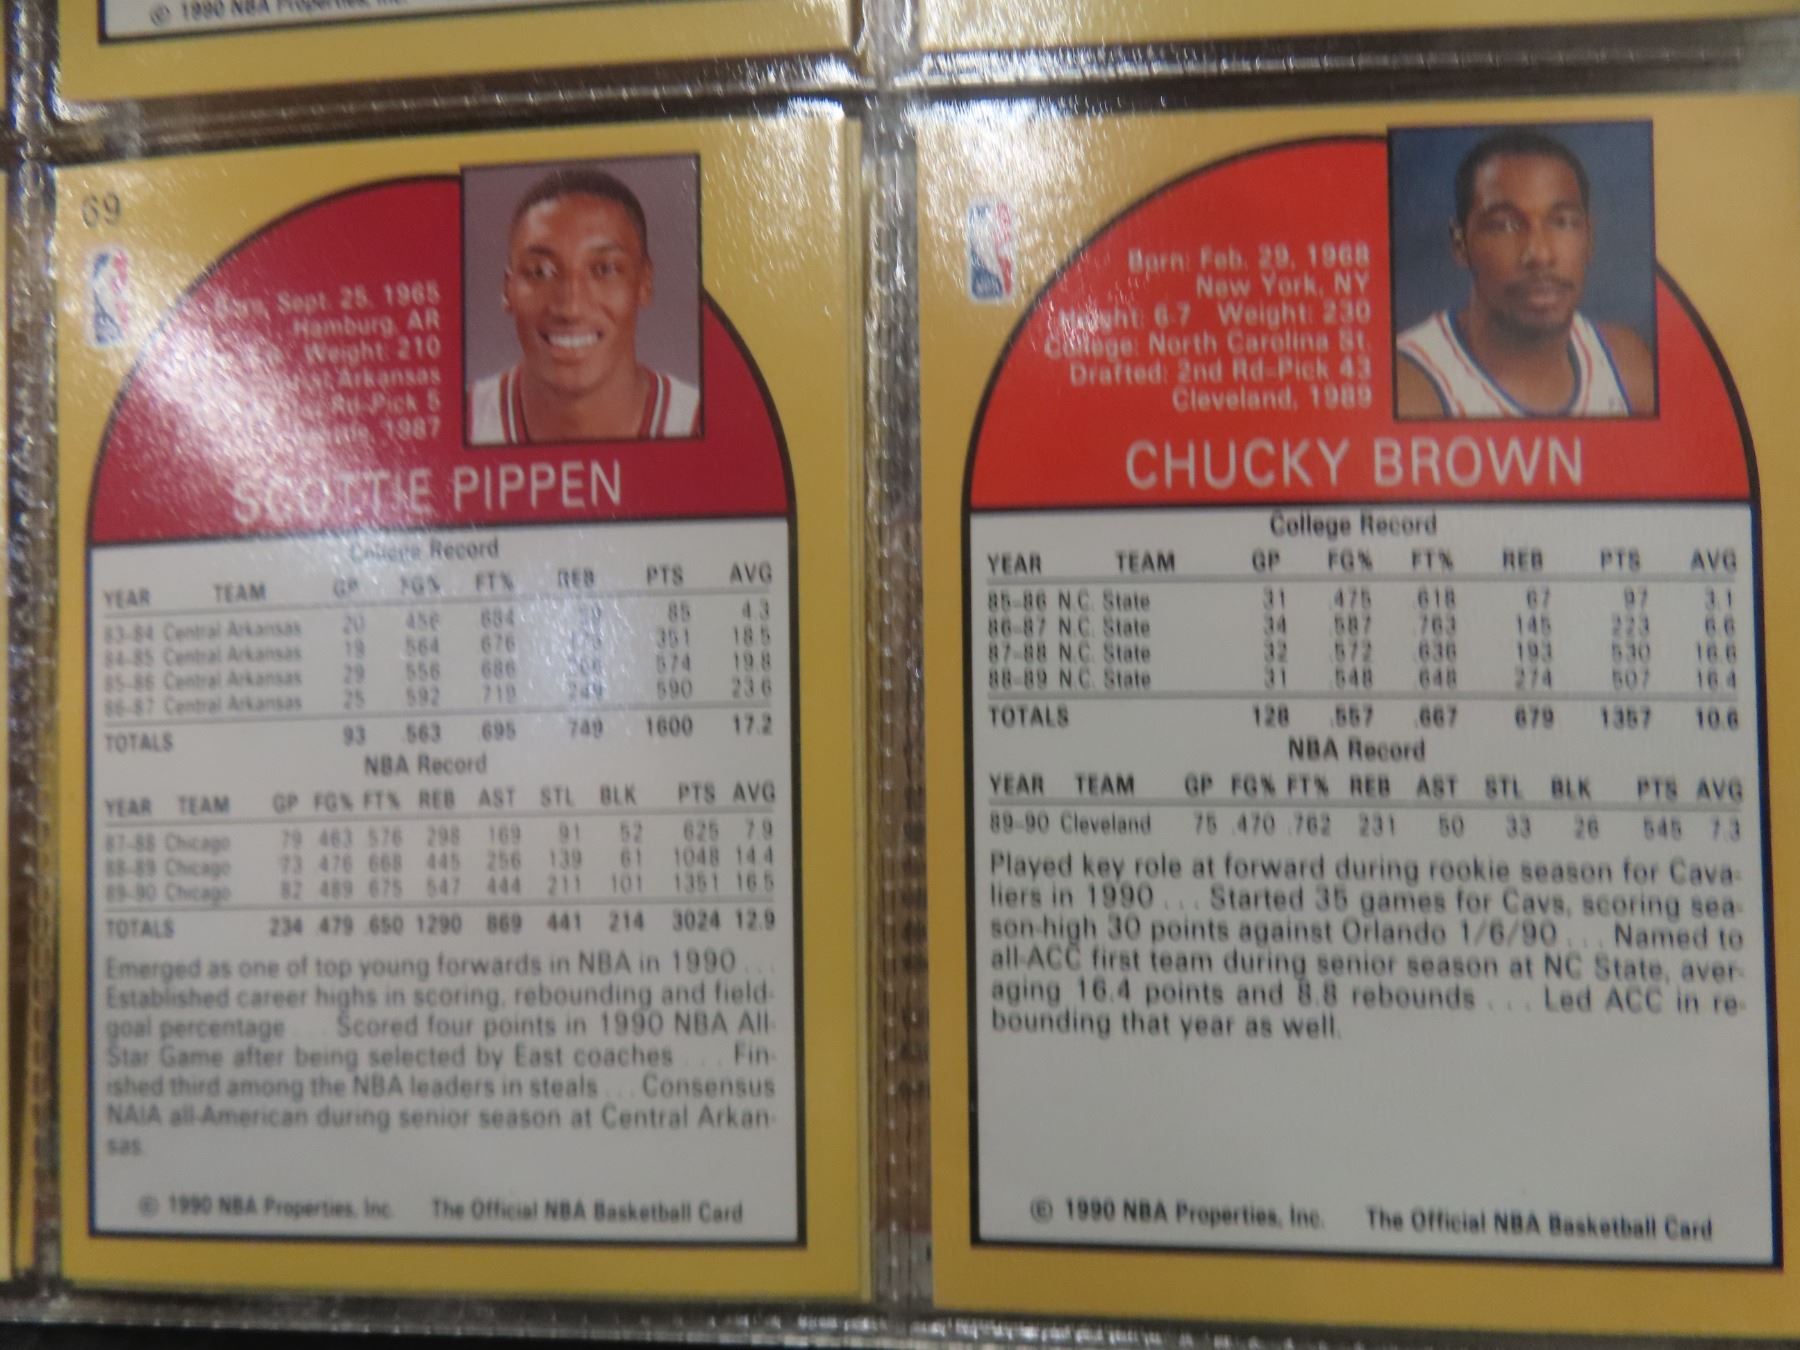 © 1990 NBA Properties, Inc.
69
Sept. 25, 1965
Hamburg, AR
Weight: 210
Arkansas
Rd-Pick 5
1987
SCOTTIE PIPPEN
College Record
YEAR TEAM GP FG% FT% REB PTS AVG
83-84 Central Arkansas 20 .456 .684 85 4.3
84-85 Central Arkansas 19 .564 .676 351 18.5
85-86 Central Arkansas 29 .556 .686 574 19.8
86-87 Central Arkansas 25 .592 .719 249 590 23.6
TOTALS 93 .563 .695 749 1600 17.2
NBA Record
YEAR TEAM GP FG% FT% REB AST STL BLK PTS AVG
87-88 Chicago 79 .463 .576 298 169 91 52 625 7.9
88-89 Chicago 73 .476 .668 445 256 139 61 1048 14.4
89-90 Chicago 82 .489 .675 547 444 211 101 1351 16.5
TOTALS 234 .479 .650 1290 869 441 214 3024 12.9
Emerged as one of top young forwards in NBA in 1990 ...
Established career highs in scoring, rebounding and field-
goal percentage ... Scored four points in 1990 NBA All-
Star Game after being selected by East coaches ... Fin-
ished third among the NBA leaders in steals ... Consensus
NAIA all-American during senior season at Central Arkan-
sas.
© 1990 NBA Properties, Inc. The Official NBA Basketball Card
Born: Feb. 29, 1968
New York, NY
Height: 6-7 Weight: 230
College: North Carolina St.
Drafted: 2nd Rd-Pick 43
Cleveland, 1989
CHUCKY BROWN
College Record
YEAR TEAM GP FG% FT% REB PTS AVG
85-86 N.C. State 31 .475 .618 67 97 3.1
86-87 N.C. State 34 .587 .763 145 223 6.6
87-88 N.C. State 32 .572 .636 193 530 16.6
88-89 N.C. State 31 .548 .648 274 507 16.4
TOTALS 128 .557 .667 679 1357 10.6
NBA Record
YEAR TEAM GP FG% FT% REB AST STL BLK PTS AVG
89-90 Cleveland 75 .470 .762 231 50 33 26 545 7.3
Played key role at forward during rookie season for Cava-
liers in 1990 ... Started 35 games for Cavs, scoring sea-
son-high 30 points against Orlando 1/6/90 ... Named to
all-ACC first team during senior season at NC State, aver-
aging 16.4 points and 8.8 rebounds ... Led ACC in re-
bounding that year as well.
© 1990 NBA Properties, Inc. The Official NBA Basketball Card